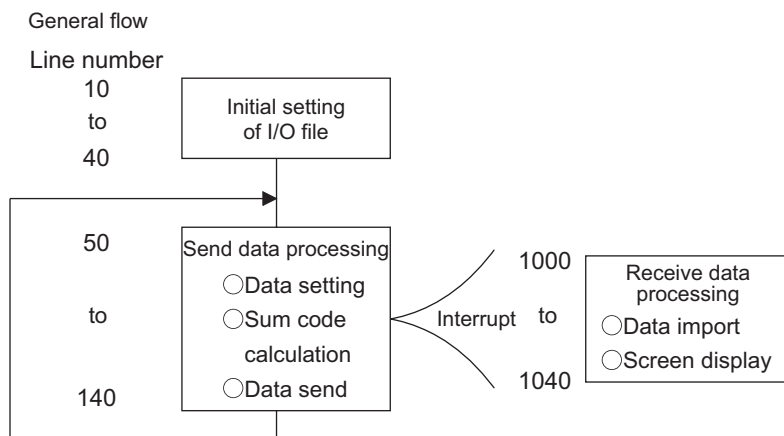 General flow
Line number
10
to
40
Initial setting
of I/O file
50
to
140
Send data processing
○Data setting
○Sum code
calculation
○Data send
Interrupt
1000
to
1040
Receive data
processing
○Data import
○Screen display